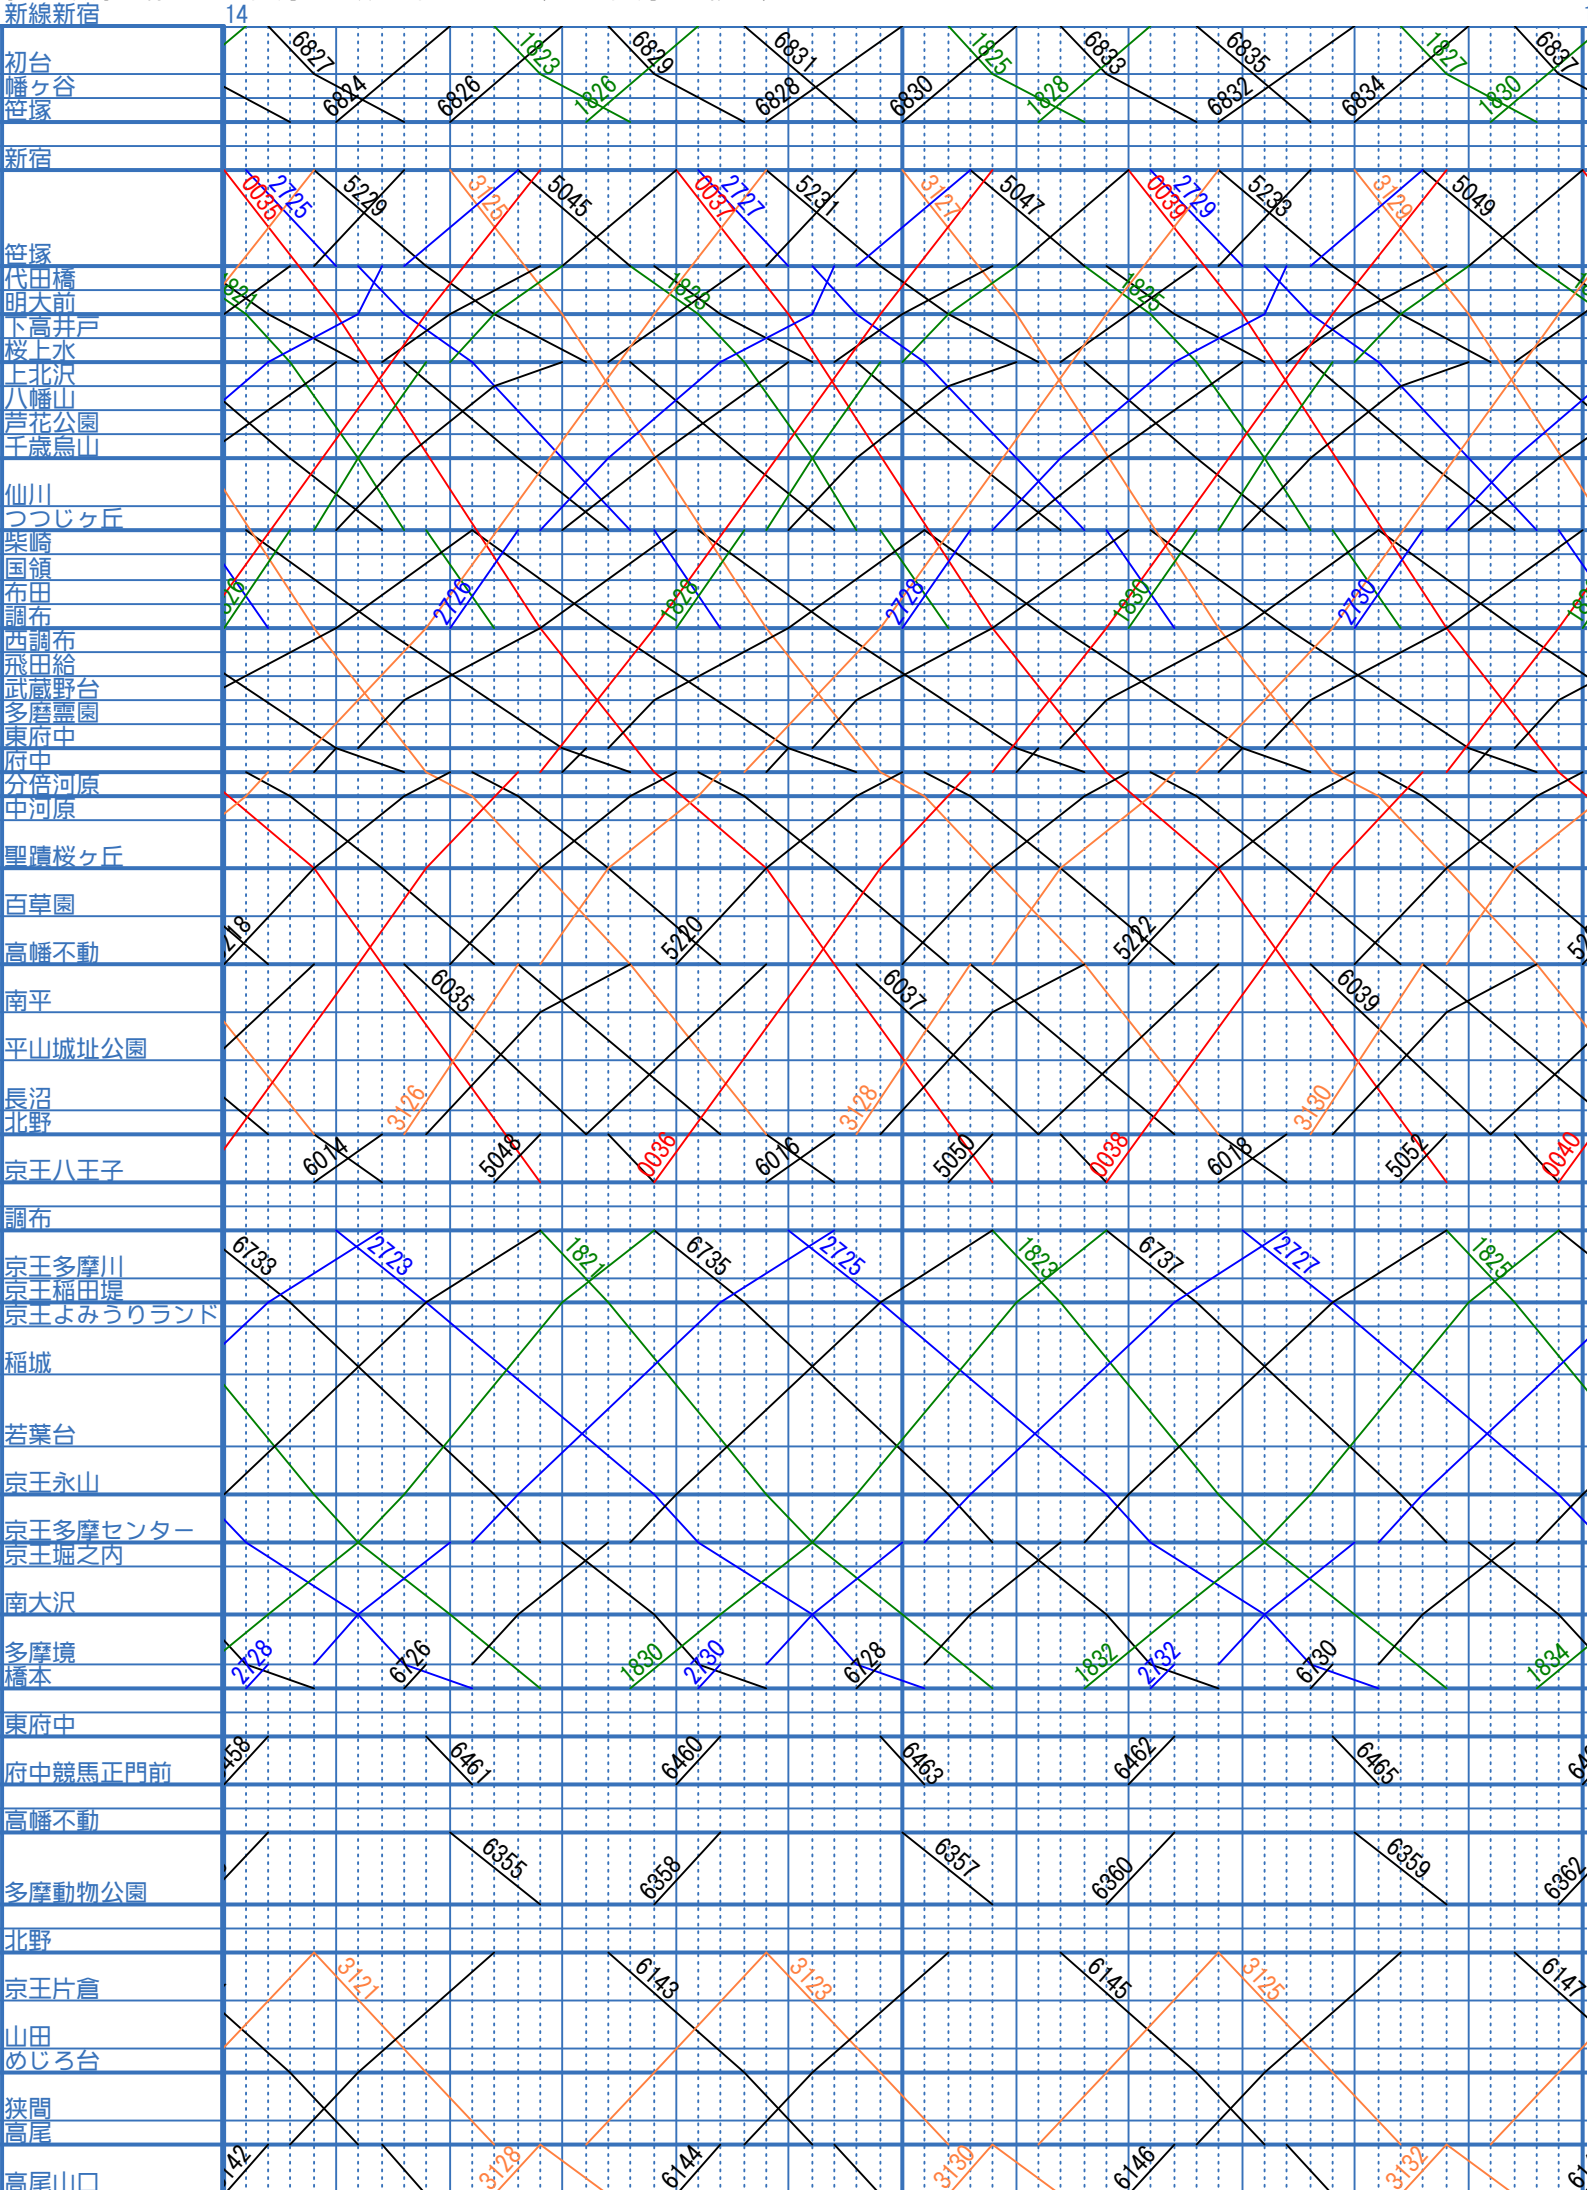 新線新宿 14
6827 1823 6829 6831 1825 6833 6835 1827 6837
初台
幡ヶ谷
6824 6826 1826 6828 6830 1828 6832 6834 1830
笹塚
新宿
0035 2725 5229 3125 5045 0037 2727 5231 3127 5047 0039 2729 5233 3129 5049
笹塚
代田橋
1823 1825
明大前
下高井戸
桜上水
上北沢
八幡山
芦花公園
千歳烏山
仙川
つつじヶ丘
柴崎
国領
布田
2726 1828 2728 1830 2730
調布
西調布
飛田給
武蔵野台
多磨霊園
東府中
府中
分倍河原
中河原
聖蹟桜ヶ丘
百草園
5220 5222
高幡不動
6035 6037 6039
南平
平山城址公園
長沼
3126 3128 3130
北野
6014 5048 0036 6016 5050 0038 6018 5052 0040
京王八王子
調布
6733 2723 1821 6735 2725 1823 6737 2727 1825
京王多摩川
京王稲田堤
京王よみうりランド
稲城
若葉台
京王永山
京王多摩センター
京王堀之内
南大沢
多摩境
2728 6726 1830 2730 6728 1832 2732 6730 1834
橋本
東府中
6461 6460 6463 6462 6465
府中競馬正門前
高幡不動
6355 6358 6357 6360 6359 6362
多摩動物公園
北野
3121 6143 3123 6145 3125 6147
京王片倉
山田
めじろ台
狭間
高尾
3128 6144 3130 6146 3132
高尾山口